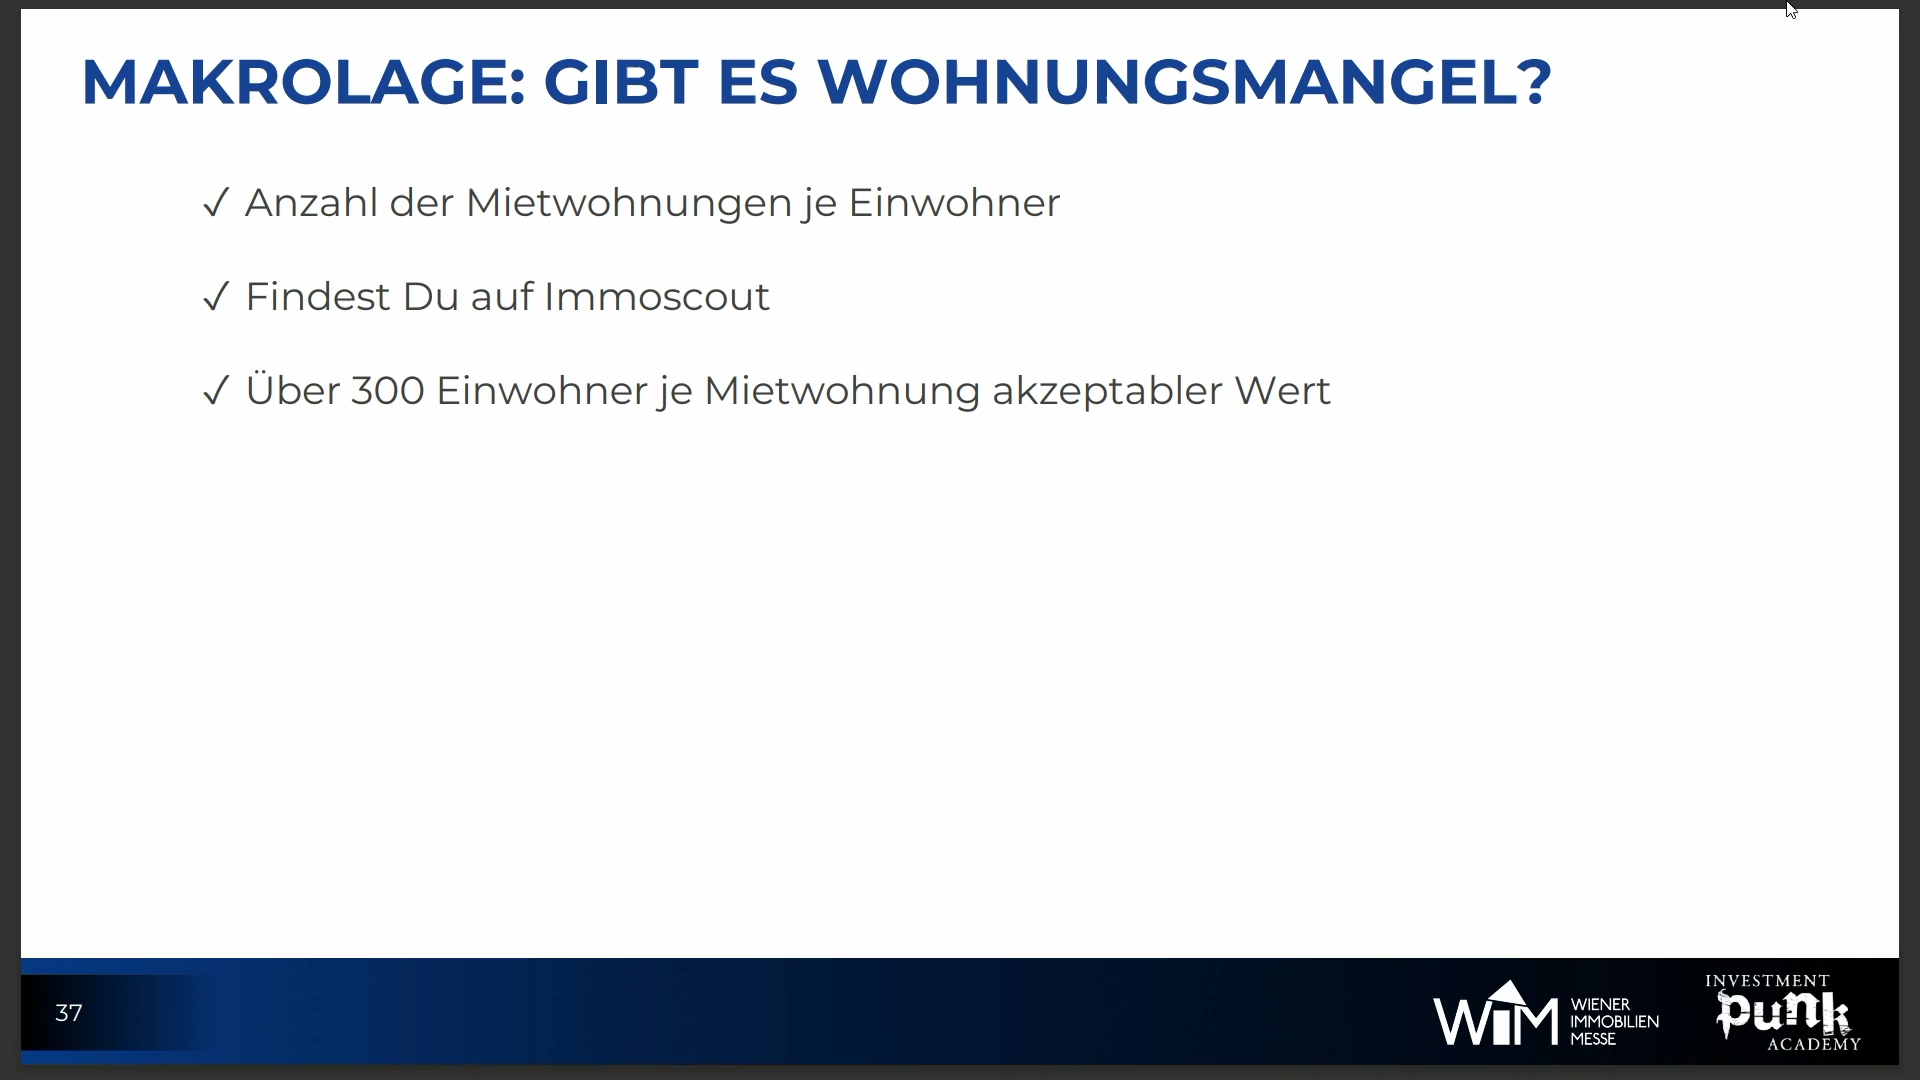 MAKROLAGE: GIBT ES WOHNUNGSMANGEL?
✓ Anzahl der Mietwohnungen je Einwohner
✓ Findest Du auf Immoscout
✓ Über 300 Einwohner je Mietwohnung akzeptabler Wert
37
WIM
WIENER
IMMOBILIEN
MESSE
INVESTMENT
punk
ACADEMY